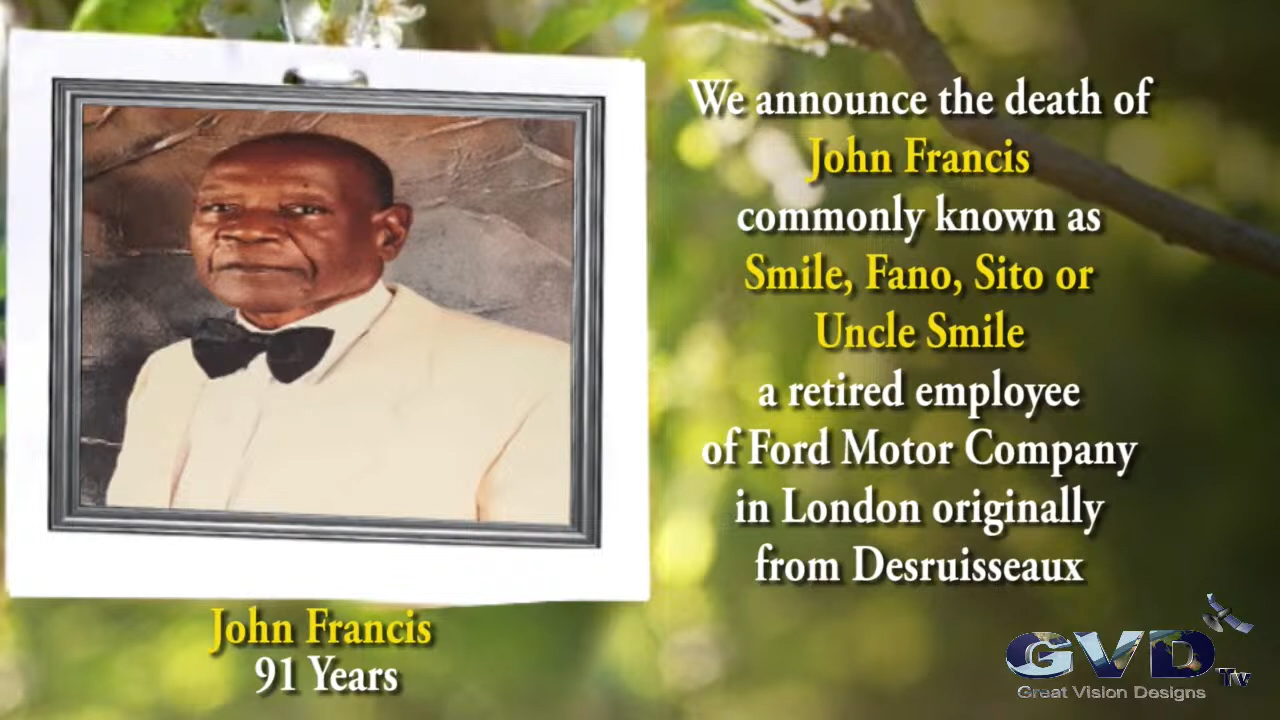 We announce the death of
John Francis
commonly known as
Smile, Fano, Sito or
Uncle Smile
a retired employee
of Ford Motor Company
in London originally
from Desruisseaux
John Francis
91 Years
GVD Tv
Great Vision Designs